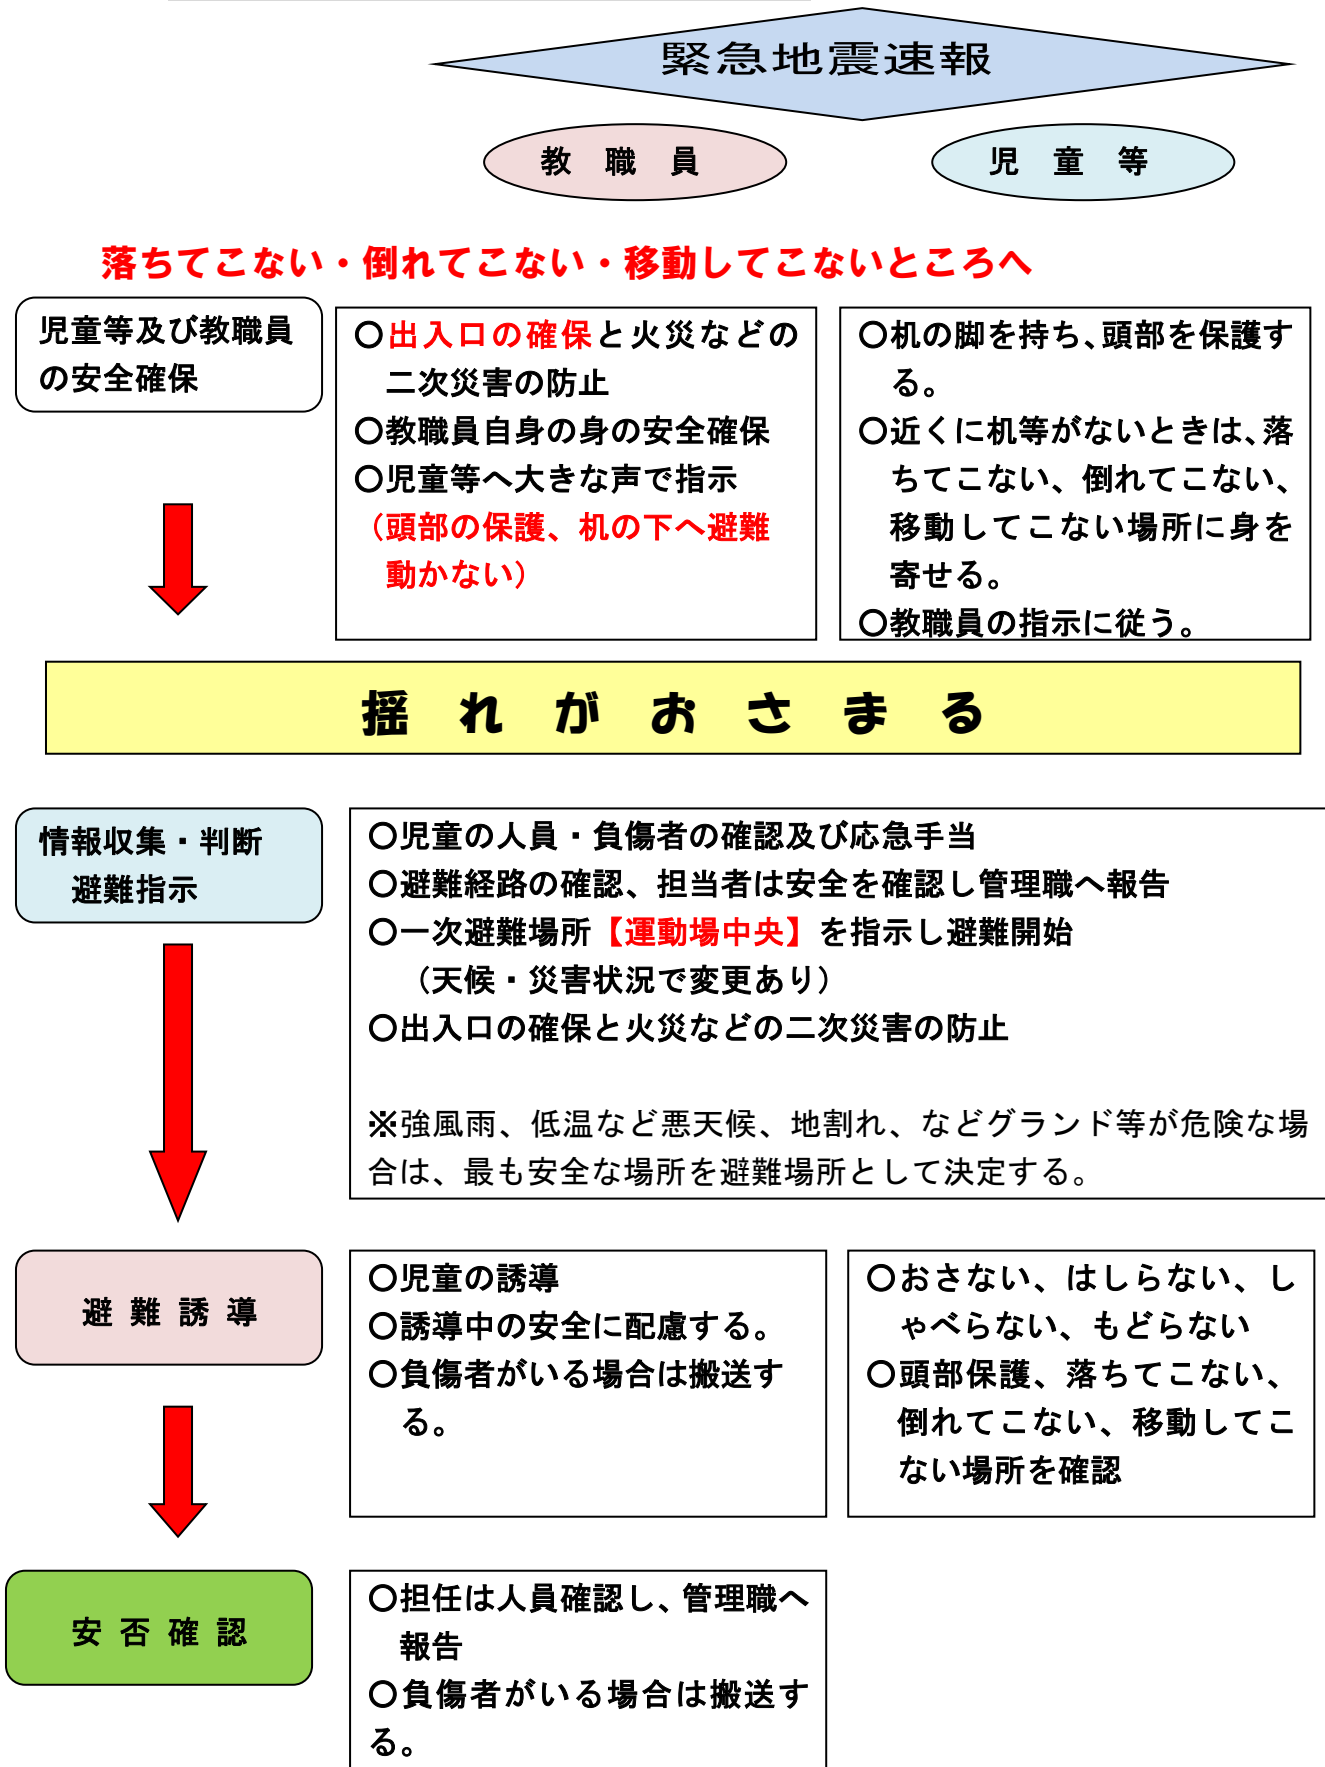 緊急地震速報
教 職 員
児 童 等
落ちてこない・倒れてこない・移動してこないところへ
児童等及び教職員
の安全確保
○出入口の確保と火災などの
二次災害の防止
○教職員自身の身の安全確保
○児童等へ大きな声で指示
（頭部の保護、机の下へ避難
動かない）
○机の脚を持ち、頭部を保護す
る。
○近くに机等がないときは、落
ちてこない、倒れてこない、
移動してこない場所に身を
寄せる。
○教職員の指示に従う。
揺 れ が お さ ま る
情報収集・判断
避難指示
○児童の人員・負傷者の確認及び応急手当
○避難経路の確認、担当者は安全を確認し管理職へ報告
○一次避難場所【運動場中央】を指示し避難開始
（天候・災害状況で変更あり）
○出入口の確保と火災などの二次災害の防止
※強風雨、低温など悪天候、地割れ、などグランド等が危険な場
合は、最も安全な場所を避難場所として決定する。
避 難 誘 導
○児童の誘導
○誘導中の安全に配慮する。
○負傷者がいる場合は搬送す
る。
○おさない、はしらない、し
ゃべらない、もどらない
○頭部保護、落ちてこない、
倒れてこない、移動してこ
ない場所を確認
安 否 確 認
○担任は人員確認し、管理職へ
報告
○負傷者がいる場合は搬送す
る。